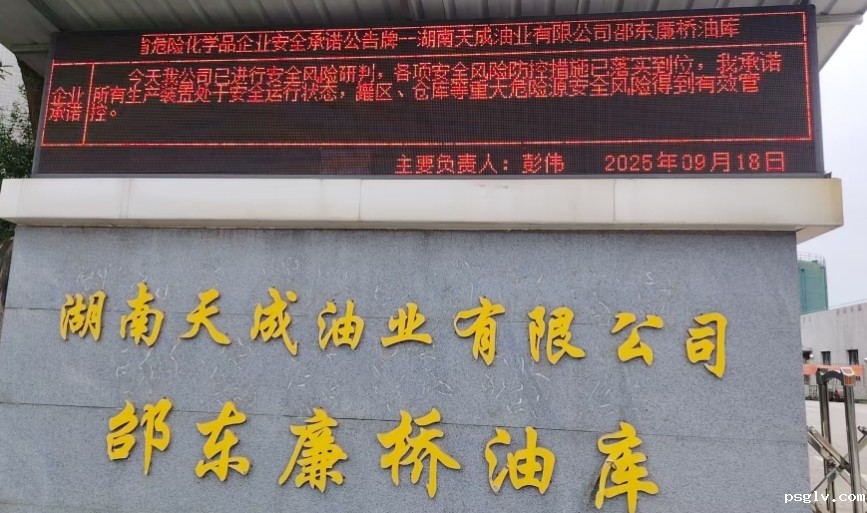 危险化学品企业安全承诺公告牌--湖南天成油业有限公司邵东廉桥油库
企业承诺
今天我公司已进行安全风险研判，各项安全风险防控措施已落实到位，我承诺
所有生产装置处于安全运行状态，罐区、仓库等重大危险源安全风险得到有效管
控。
主要负责人：彭伟 2025年09月18日
湖南天成油业有限公司
邵东廉桥油库
psglv.com